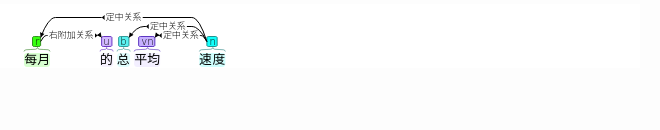 定中关系
定中关系
右附加关系 定中关系
r u b vn n
每月 的 总 平均 速度